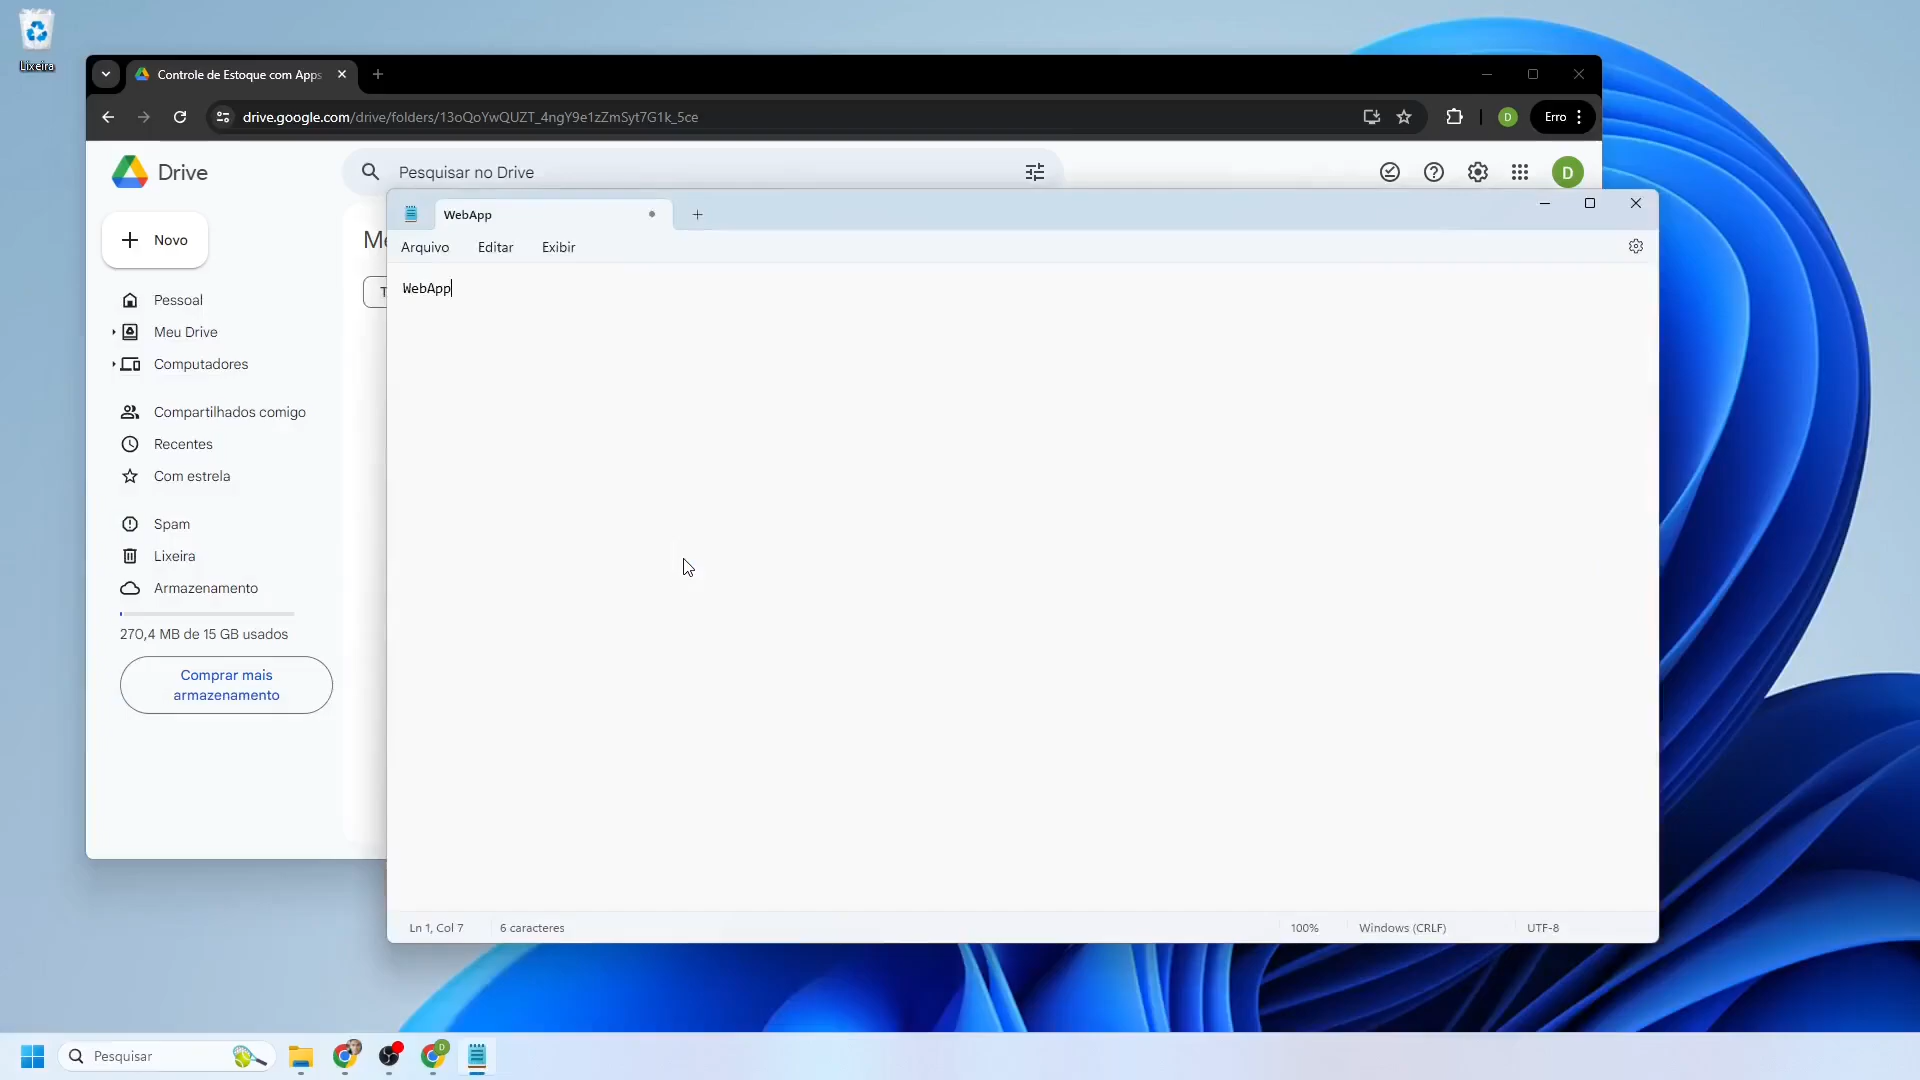 Lixeira
Controle de Estoque com Apps
drive.google.com/drive/folders/13oQoYwQUZT_4ngY9e1zZmSyt7G1k_5ce
D
Erro
Drive
Pesquisar no Drive
D
WebApp
Novo
Arquivo
Editar
Exibir
WebApp
Pessoal
Meu Drive
Computadores
Compartilhados comigo
Recentes
Com estrela
Spam
Lixeira
Armazenamento
270,4 MB de 15 GB usados
Comprar mais
armazenamento
Ln 1, Col 7
6 caracteres
100%
Windows (CRLF)
UTF-8
Pesquisar
D